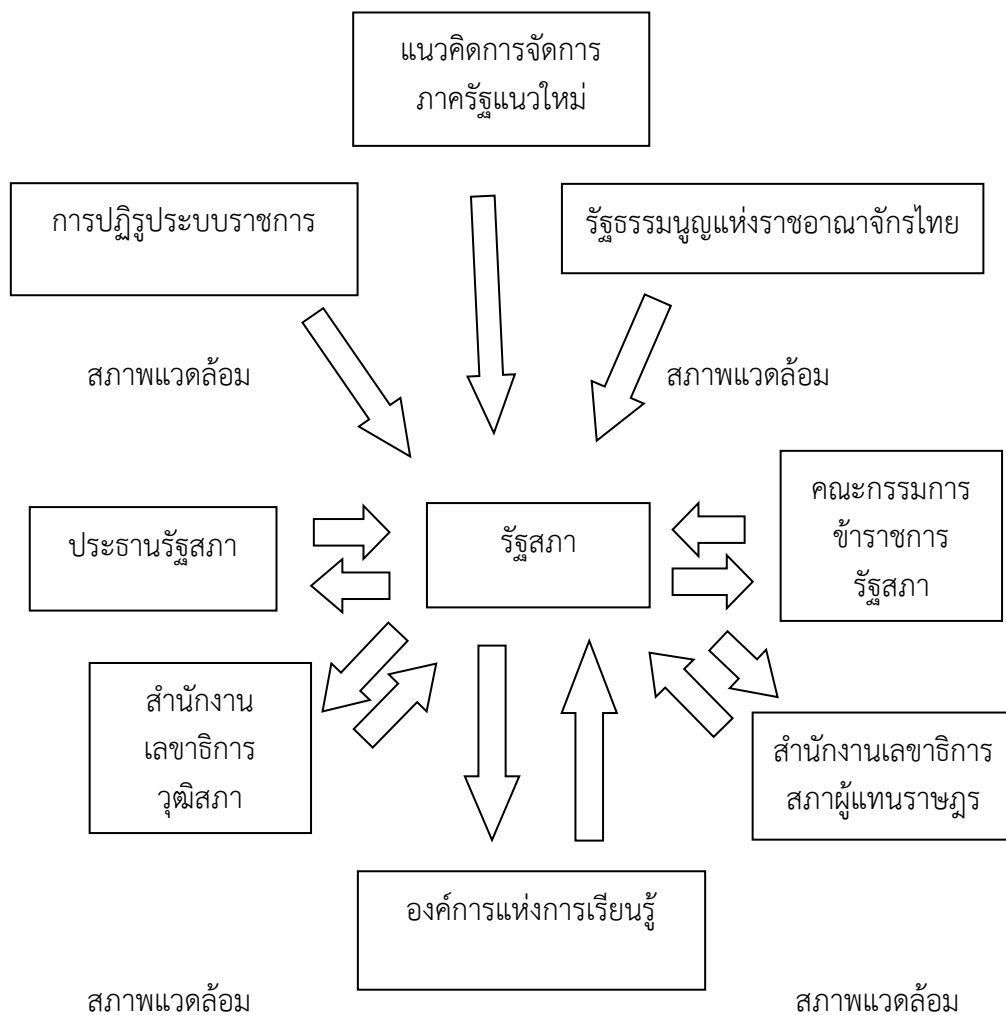 แนวคิดการจัดการ
ภาครัฐแนวใหม่
การปฏิรูประบบราชการ
รัฐธรรมนูญแห่งราชอาณาจักรไทย
สภาพแวดล้อม
สภาพแวดล้อม
ประธานรัฐสภา
รัฐสภา
คณะกรรมการ
ข้าราชการ
รัฐสภา
สำนักงาน
เลขาธิการ
วุฒิสภา
สำนักงานเลขาธิการ
สภาผู้แทนราษฎร
องค์การแห่งการเรียนรู้
สภาพแวดล้อม
สภาพแวดล้อม